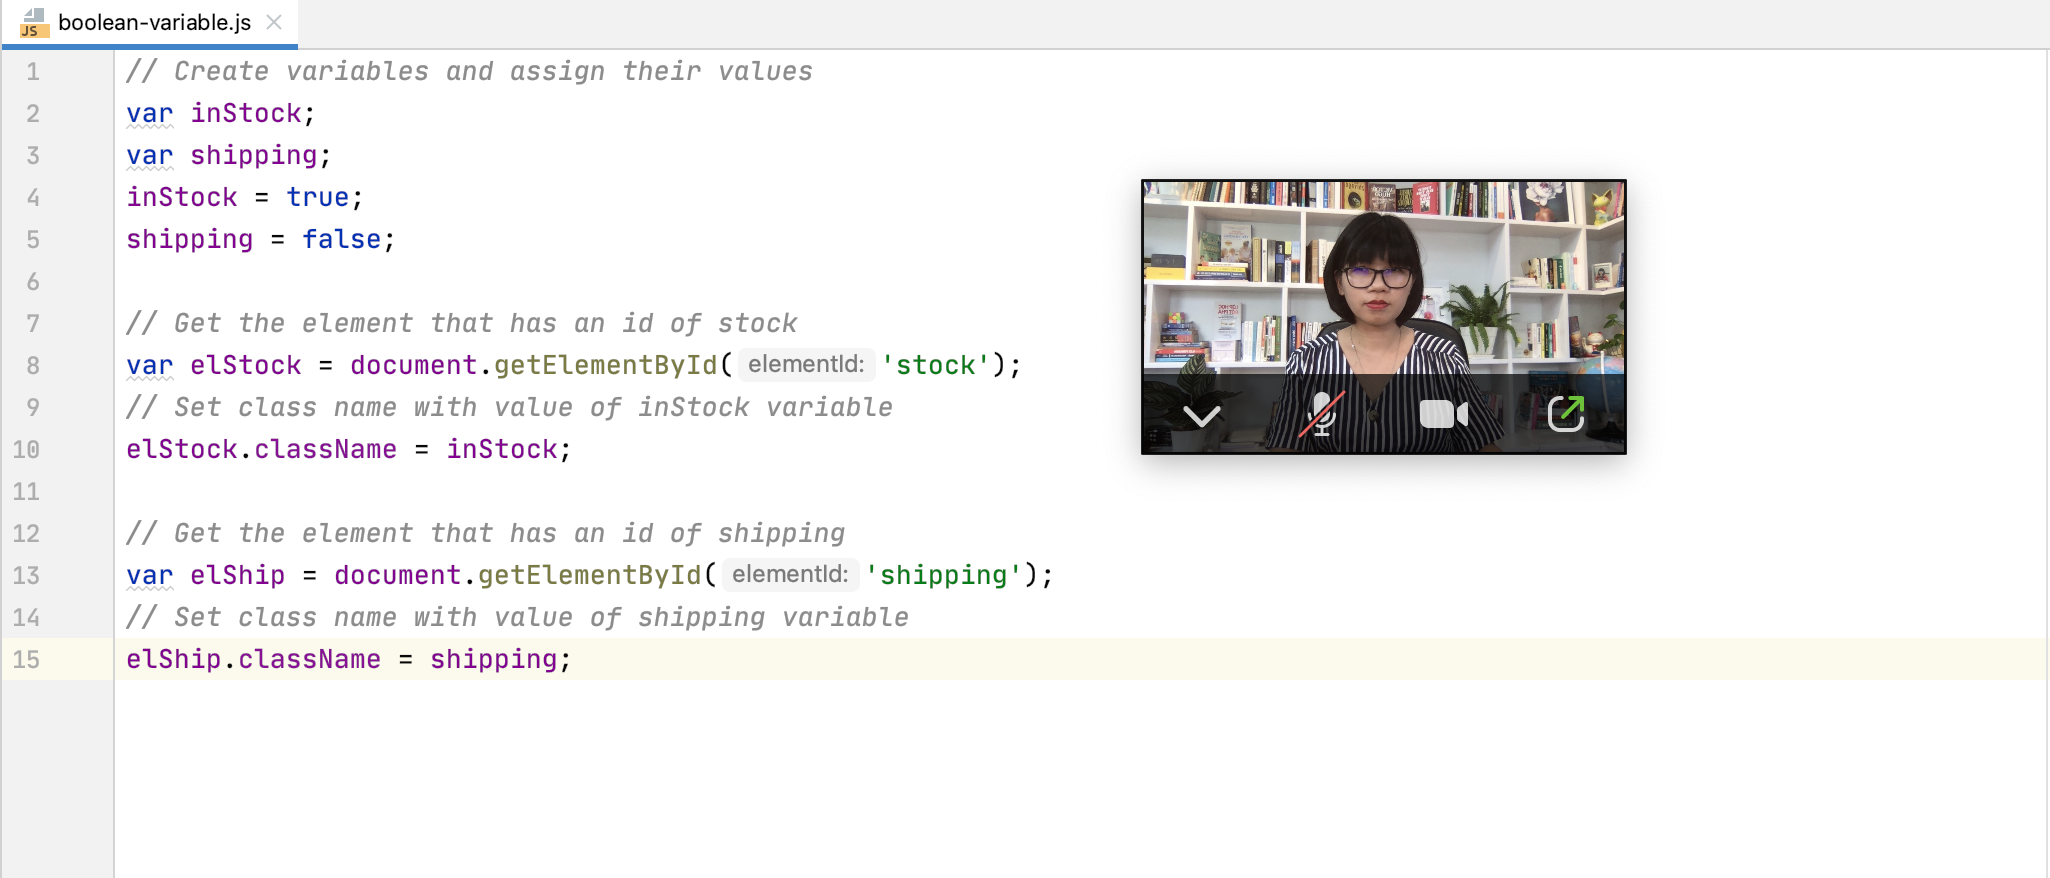 JS boolean-variable.js
1 // Create variables and assign their values
2 var inStock;
3 var shipping;
4 inStock = true;
5 shipping = false;
6
7 // Get the element that has an id of stock
8 var elStock = document.getElementById( elementId: 'stock');
9 // Set class name with value of inStock variable
10 elStock.className = inStock;
11
12 // Get the element that has an id of shipping
13 var elShip = document.getElementById( elementId: 'shipping');
14 // Set class name with value of shipping variable
15 elShip.className = shipping;